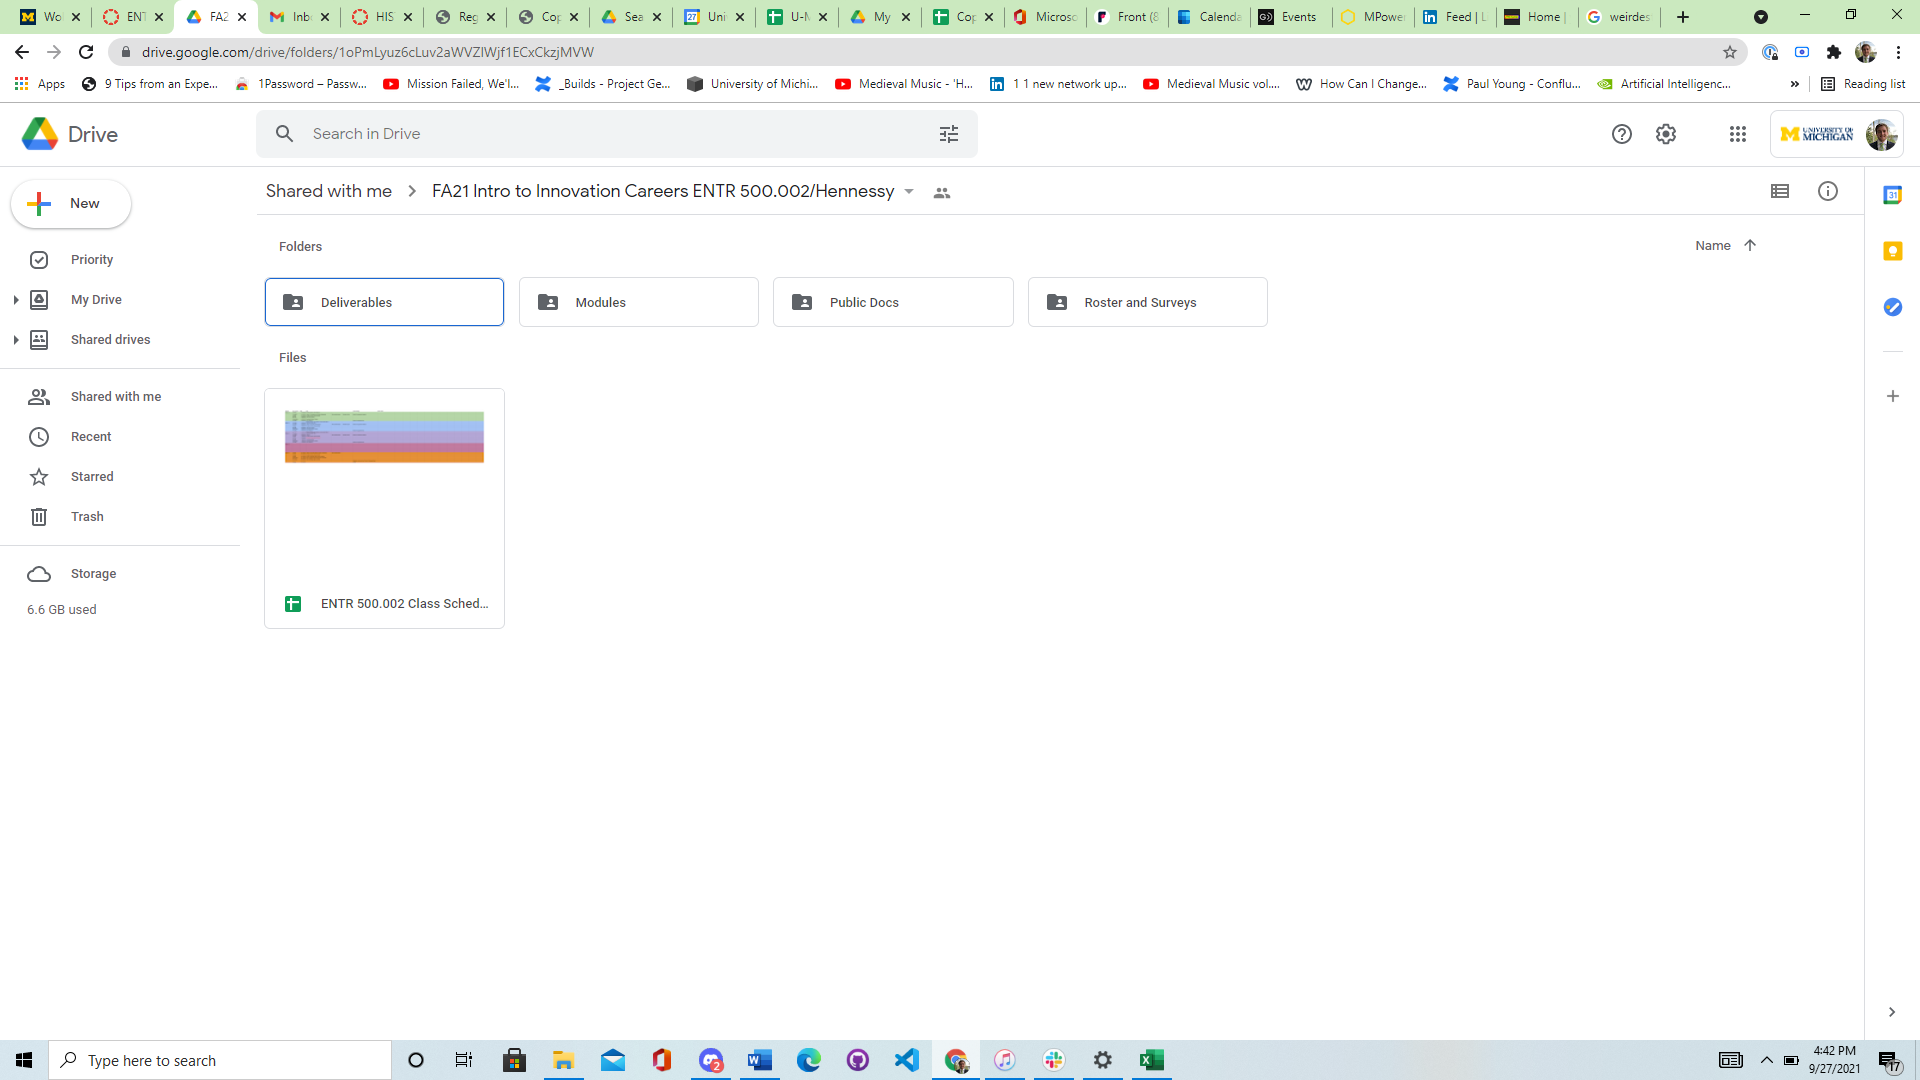 Wo
ENT
FA2
Inb
HIS
Reg
Cop
Sea
Uni
U-M
My
Cop
Microso
Front (8
Calenda
Events
MPower
Feed | L
Home |
weirdes
drive.google.com/drive/folders/1oPmLyuz6cLuv2aWVZlWjf1ECxCkzjMVW
Apps
9 Tips from an Expe...
1Password – Passw...
Mission Failed, We'l...
_Builds - Project Ge...
University of Michi...
Medieval Music - 'H...
1 1 new network up...
Medieval Music vol....
How Can I Change...
Paul Young - Conflu...
Artificial Intelligenc...
»
Reading list
Drive
Search in Drive
M UNIVERSITY OF MICHIGAN
New
Shared with me > FA21 Intro to Innovation Careers ENTR 500.002/Hennessy
31
Priority
My Drive
Shared drives
Shared with me
Recent
Starred
Trash
Storage
6.6 GB used
Folders
Name
Deliverables
Modules
Public Docs
Roster and Surveys
Files
ENTR 500.002 Class Sched...
Type here to search
2
4:42 PM
9/27/2021
17